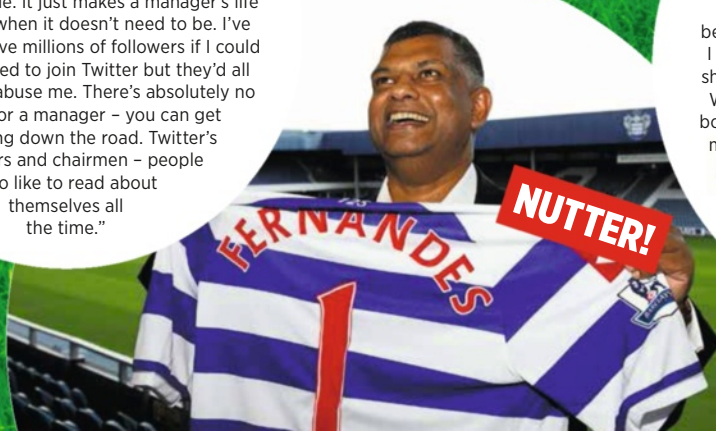 le. It just makes a manager's life
when it doesn't need to be. I've
ve millions of followers if I could
ed to join Twitter but they'd all
abuse me. There's absolutely no
or a manager – you can get
ng down the road. Twitter's
rs and chairmen – people
o like to read about
themselves all
the time."
NUTTER!
FERNANDES
1
be
I
sh
W
bo